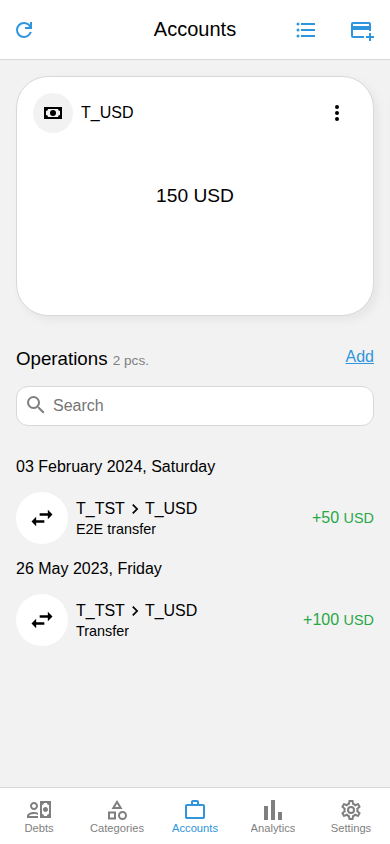 Accounts
T_USD
150 USD
Operations 2 pcs.
Add
Search
03 February 2024, Saturday
T_TST > T_USD
E2E transfer
+50 USD
26 May 2023, Friday
T_TST > T_USD
Transfer
+100 USD
Debts
Categories
Accounts
Analytics
Settings